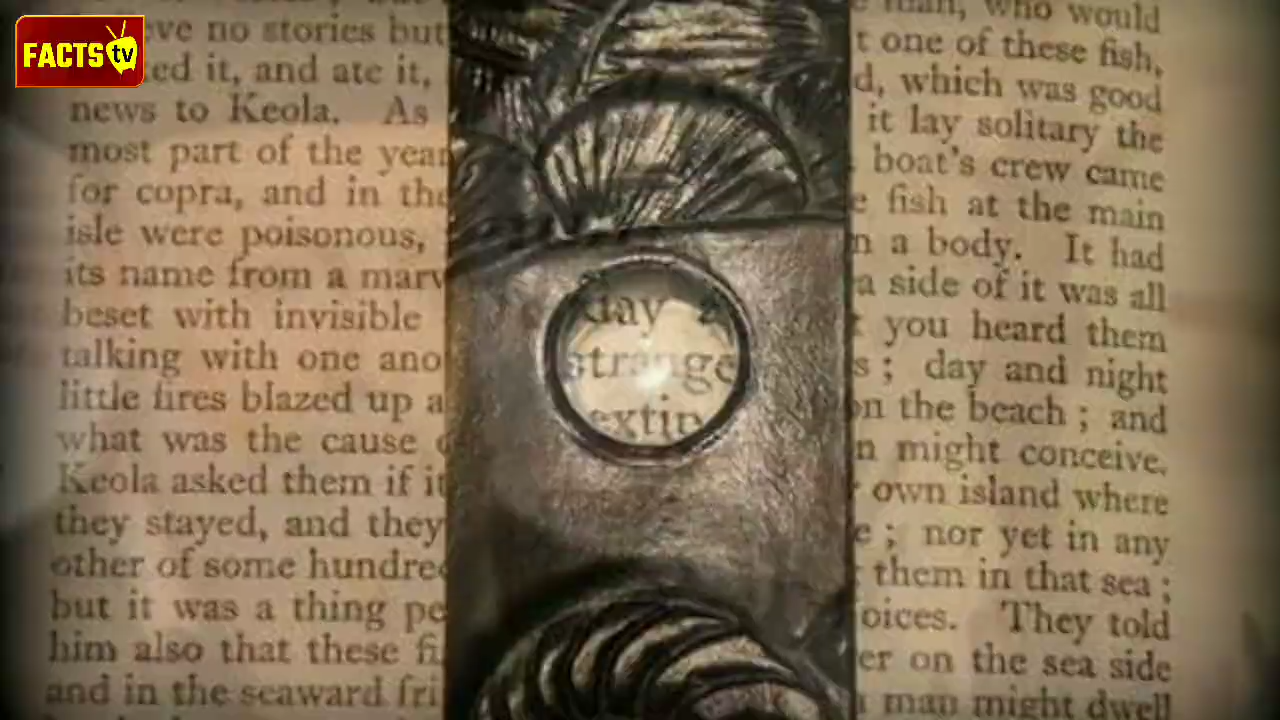 FACTS tv
ve no stories but man, who would
ed it, and ate it, t one of these fish,
news to Keola. As d, which was good
most part of the year it lay solitary the
for copra, and in the boat's crew came
isle were poisonous, e fish at the main
its name from a marv n a body. It had
beset with invisible day a side of it was all
talking with one ano strange you heard them
little fires blazed up a s; day and night
what was the cause extin on the beach; and
Keola asked them if it n might conceive,
they stayed, and they own island where
other of some hundre e; nor yet in any
but it was a thing pe them in that sea;
him also that these fi oices. They told
and in the seaward fri er on the sea side
man might dwell